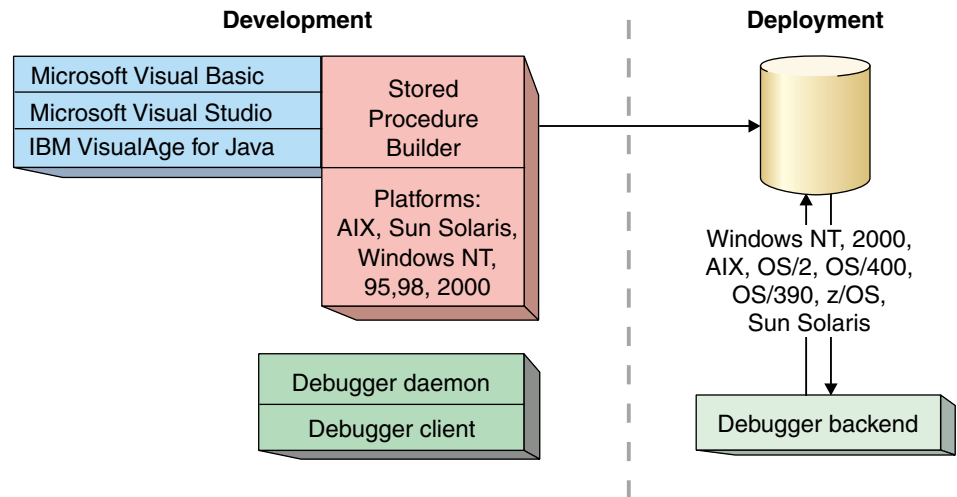 Development
Deployment
Microsoft Visual Basic
Microsoft Visual Studio
IBM VisualAge for Java
Stored
Procedure
Builder
Platforms:
AIX, Sun Solaris,
Windows NT,
95,98, 2000
Windows NT, 2000,
AIX, OS/2, OS/400,
OS/390, z/OS,
Sun Solaris
Debugger daemon
Debugger client
Debugger backend